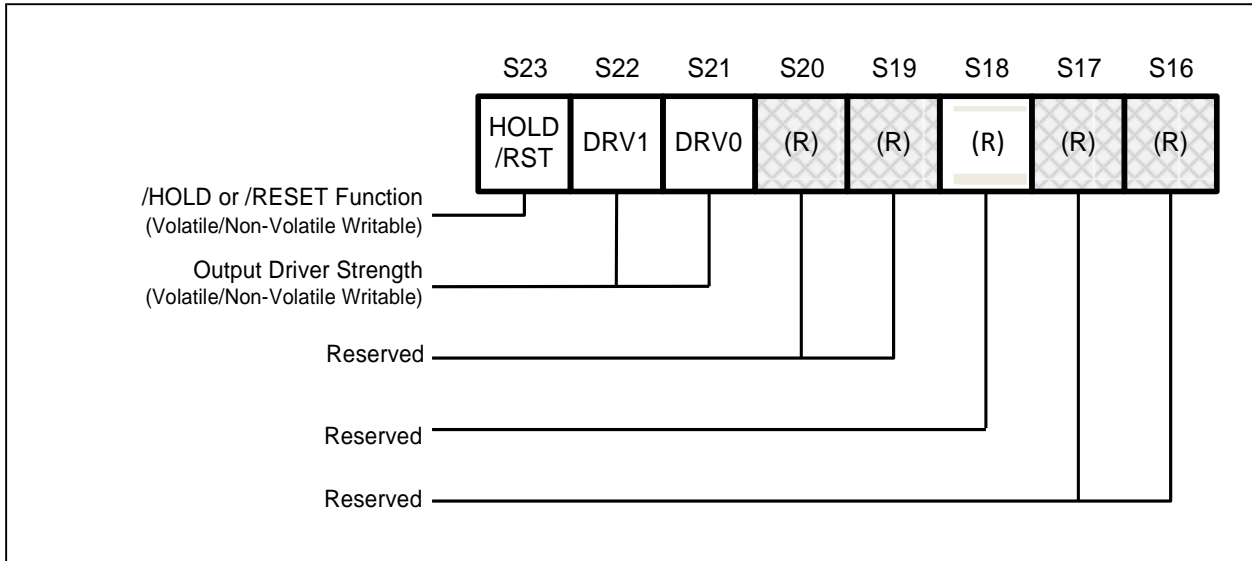 S23 S22 S21 S20 S19 S18 S17 S16
HOLD
/RST DRV1 DRV0 (R) (R) (R) (R) (R)
/HOLD or /RESET Function
(Volatile/Non-Volatile Writable)
Output Driver Strength
(Volatile/Non-Volatile Writable)
Reserved
Reserved
Reserved